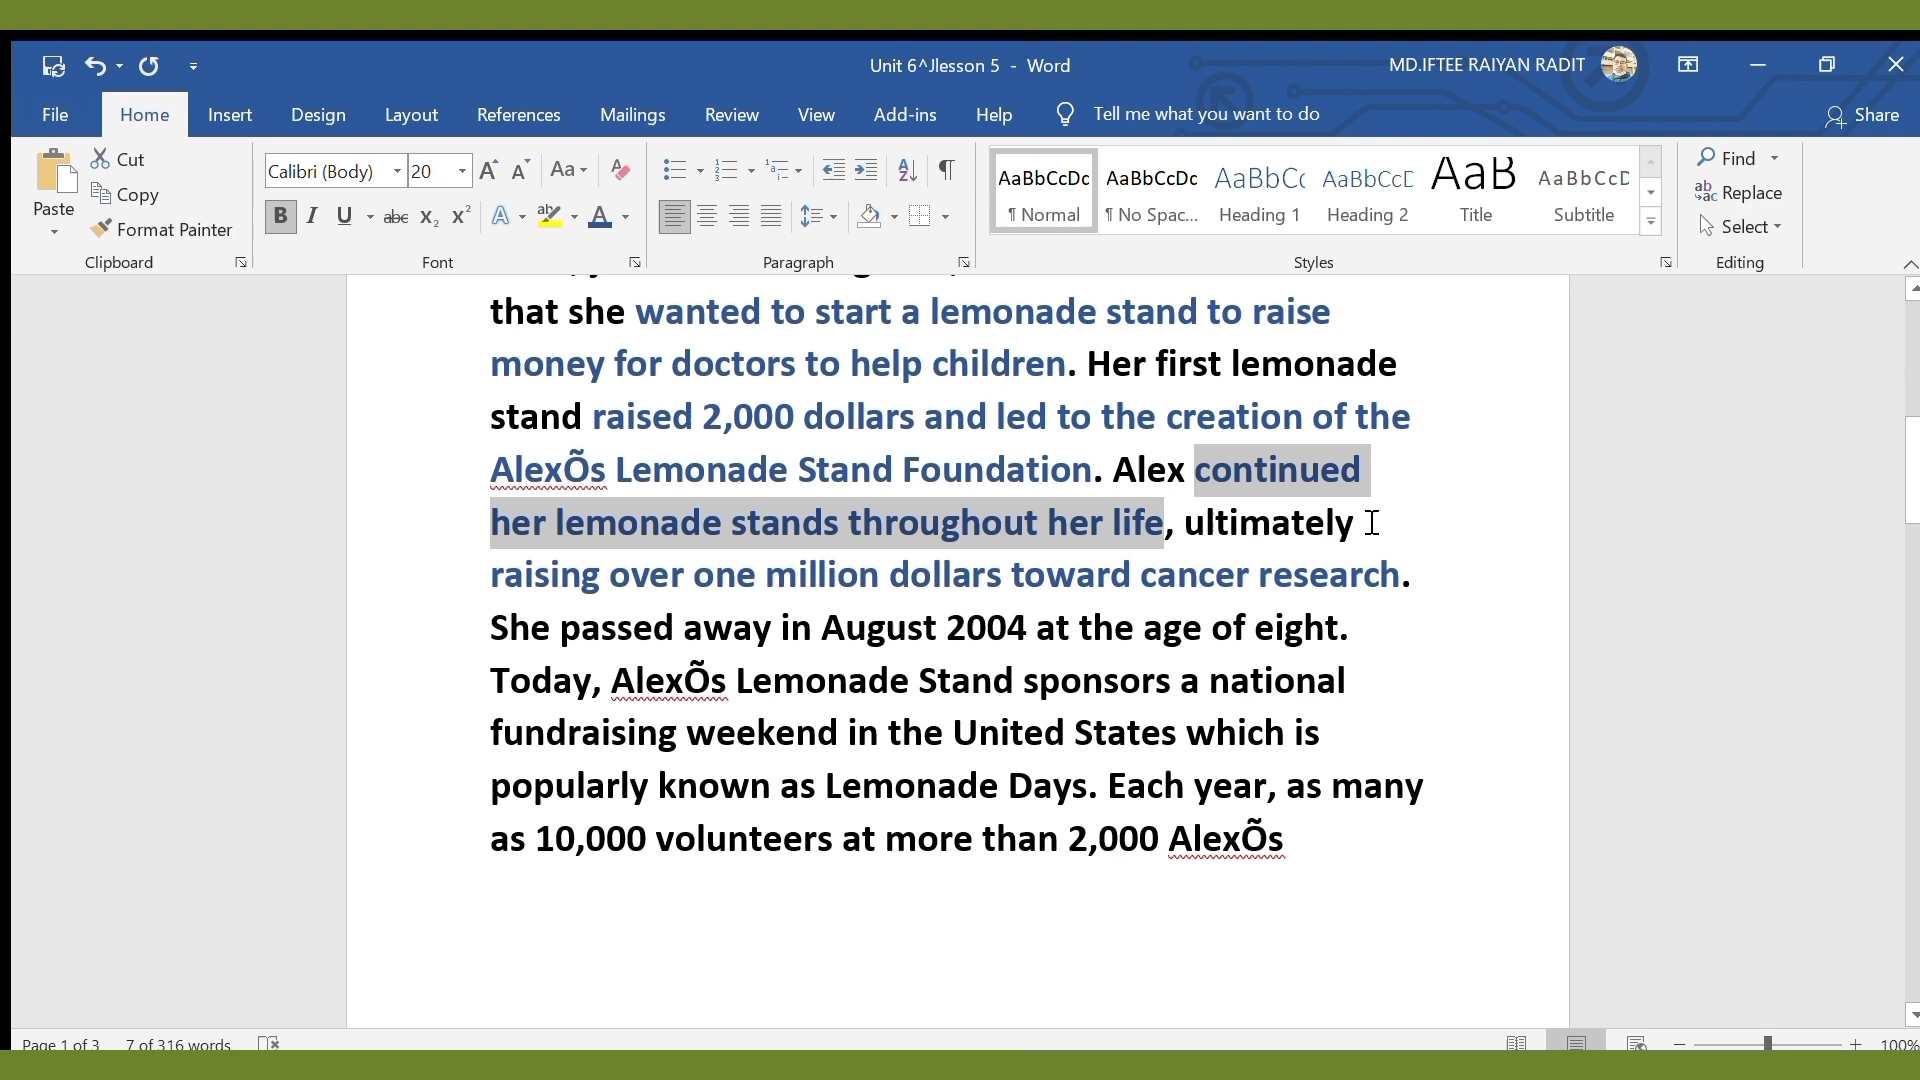 Unit 6^Jlesson 5 - Word
MD.IFTEE RAIYAN RADIT
File Home Insert Design Layout References Mailings Review View Add-ins Help Tell me what you want to do Share
Paste
Cut
Copy
Format Painter
Clipboard
Calibri (Body) 20
Font
Paragraph
AaBbCcDc AaBbCcDc AaBbCc AaBbCcD AaB AaBbCcD
¶ Normal ¶ No Spac... Heading 1 Heading 2 Title Subtitle
Styles
Find
Replace
Select
Editing
that she wanted to start a lemonade stand to raise
money for doctors to help children. Her first lemonade
stand raised 2,000 dollars and led to the creation of the
AlexÕs Lemonade Stand Foundation. Alex continued
her lemonade stands throughout her life, ultimately
raising over one million dollars toward cancer research.
She passed away in August 2004 at the age of eight.
Today, AlexÕs Lemonade Stand sponsors a national
fundraising weekend in the United States which is
popularly known as Lemonade Days. Each year, as many
as 10,000 volunteers at more than 2,000 AlexÕs
Page 1 of 3 7 of 316 words 100%